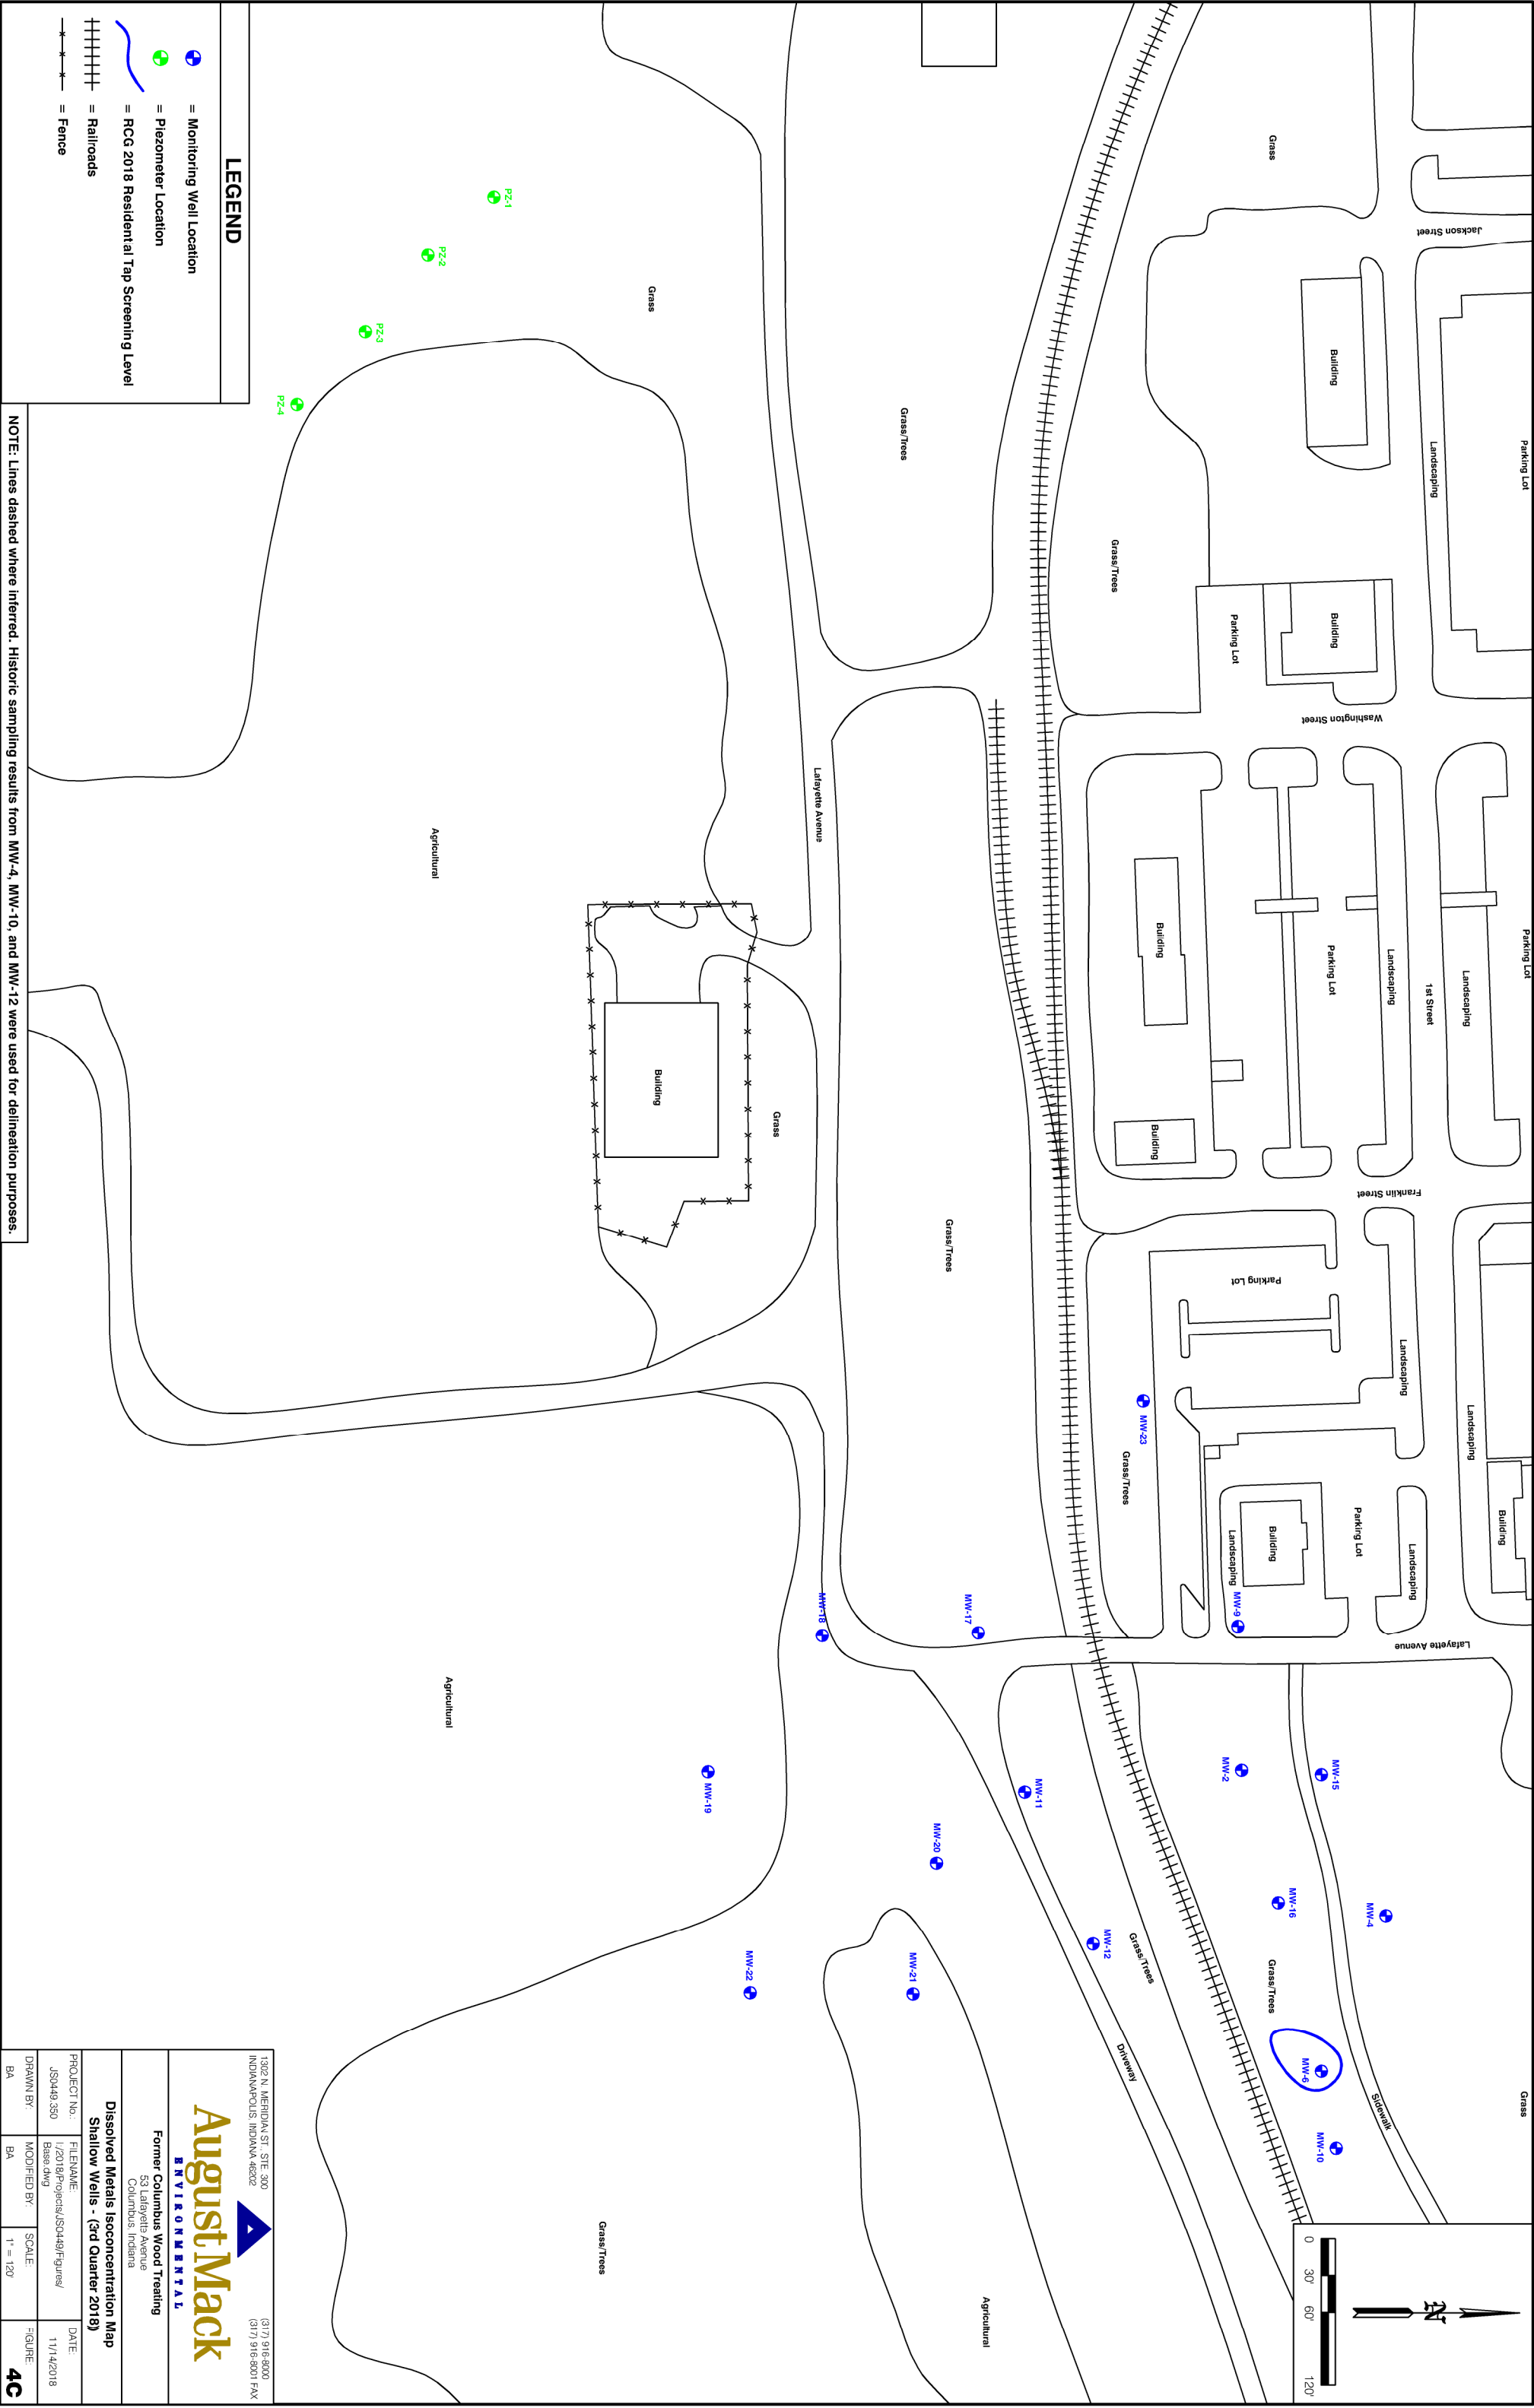 Parking Lot
Parking Lot
Jackson Street
Landscaping
Landscaping
1st Street
Landscaping
Landscaping
Landscaping
Landscaping
Building
Lafayette Avenue
Grass
Building
Building
Parking Lot
Washington Street
Parking Lot
Franklin Street
Parking Lot
Parking Lot
Building
Landscaping
MW-9
Grass
Grass/Trees
Building
Building
MW-23
Grass/Trees
MW-15
MW-2
MW-4
MW-16
Grass/Trees
MW-6
MW-10
Sidewalk
Grass/Trees
Grass/Trees
MW-17
MW-11
MW-12
Grass/Trees
Driveway
Lafayette Avenue
MW-18
MW-20
MW-21
Agricultural
Grass
Grass
Building
MW-19
MW-22
Grass/Trees
PZ-1
PZ-2
PZ-3
PZ-4
Agricultural
Agricultural
0 30' 60' 120'
N
LEGEND
= Monitoring Well Location
= Piezometer Location
= RCG 2018 Residental Tap Screening Level
= Railroads
= Fence
NOTE: Lines dashed where inferred. Historic sampling results from MW-4, MW-10, and MW-12 were used for delineation purposes.
1302 N. MERIDIAN ST., STE. 300
INDIANAPOLIS, INDIANA 46202
(317) 916-8000
(317) 916-8001 FAX
August Mack
ENVIRONMENTAL
Former Columbus Wood Treating
53 Lafayette Avenue
Columbus, Indiana
Dissolved Metals Isoconcentration Map
Shallow Wells - (3rd Quarter 2018)
PROJECT No.:
JS0449.350
FILENAME:
I:/2018/Projects/JS0449/Figures/
Base.dwg
DATE:
11/14/2018
DRAWN BY:
BA
MODIFIED BY:
BA
SCALE:
1" = 120'
FIGURE:
4C